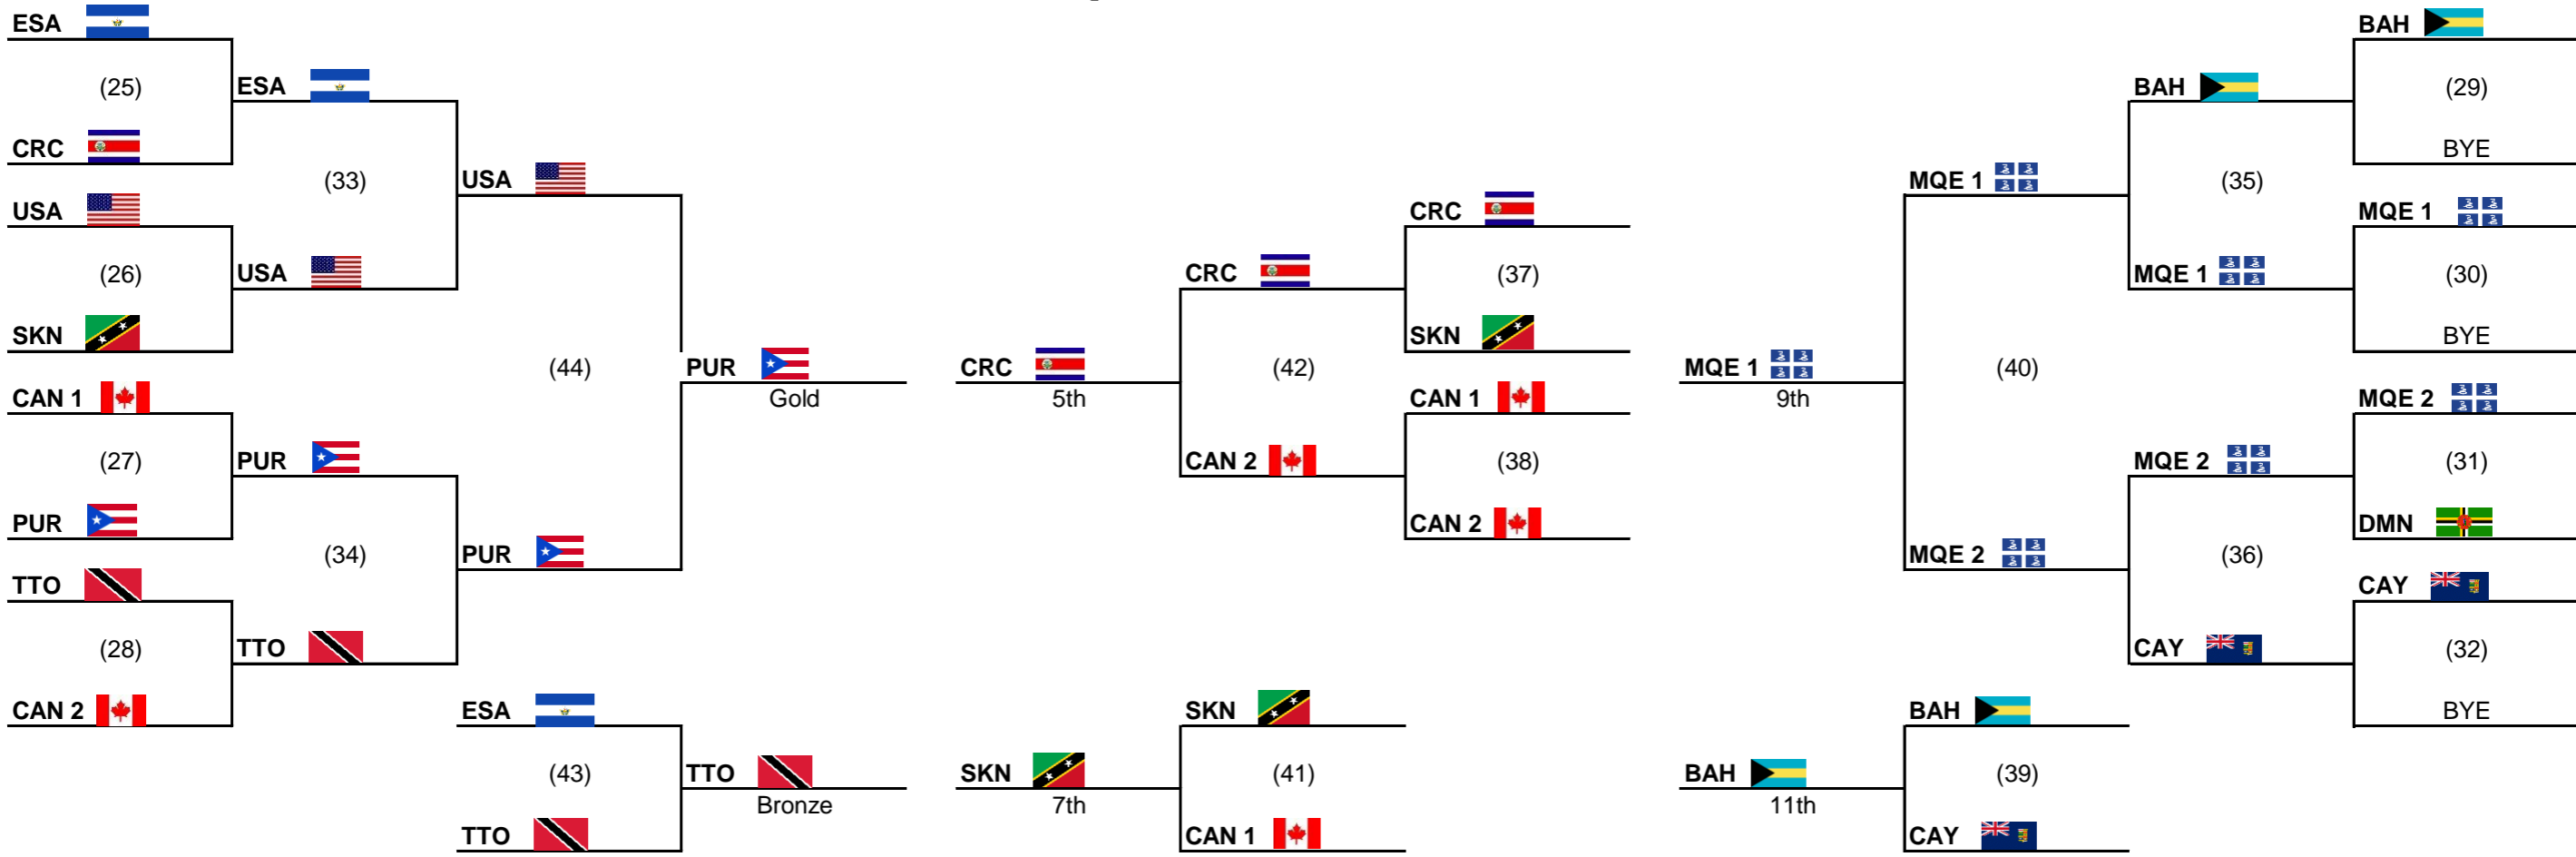 ESA
(25)
CRC
ESA
(33)
USA
(26)
SKN
USA
USA
(44)
CAN 1
(27)
PUR
PUR
(34)
TTO
(28)
CAN 2
TTO
PUR
PUR
Gold
ESA
(43)
TTO
TTO
Bronze
CRC
5th
CRC
(42)
CAN 2
CRC
(37)
SKN
CAN 1
(38)
CAN 2
SKN
7th
SKN
(41)
CAN 1
MQE 1
9th
MQE 1
(40)
MQE 2
BAH
(35)
MQE 1
MQE 2
(36)
CAY
BAH
(29)
BYE
MQE 1
(30)
BYE
MQE 2
(31)
DMN
CAY
(32)
BYE
BAH
11th
BAH
(39)
CAY